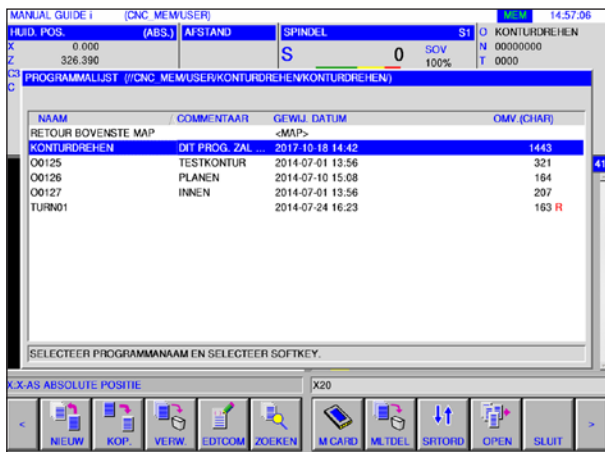 MANUAL GUIDE i (CNC_MEM/USER) MEM 14:57:06
HUID. POS. (ABS.) AFSTAND SPINDEL S1 O KONTURDREHEN
X 0.000 S 0 SOV N 00000000
Z 326.390 100% T 0000
C3 PROGRAMMALIJST (//CNC_MEM/USER/KONTURDREHEN/KONTURDREHEN/)
C
NAAM / COMMENTAAR GEWIJ. DATUM OMV.(CHAR)
RETOUR BOVENSTE MAP <MAP>
KONTURDREHEN DIT PROG. ZAL ... 2017-10-18 14:42 1443
O0125 TESTKONTUR 2014-07-01 13:56 321
O0126 PLANEN 2014-07-10 15:08 164
O0127 INNEN 2014-07-01 13:56 207
TURN01 2014-07-24 16:23 163 R
41
SELECTEER PROGRAMMANAAM EN SELECTEER SOFTKEY.
X:X-AS ABSOLUTE POSITIE X20
< NIEUW KOP. VERW. EDTCOM ZOEKEN M CARD MLTDEL SRTORD OPEN SLUIT >